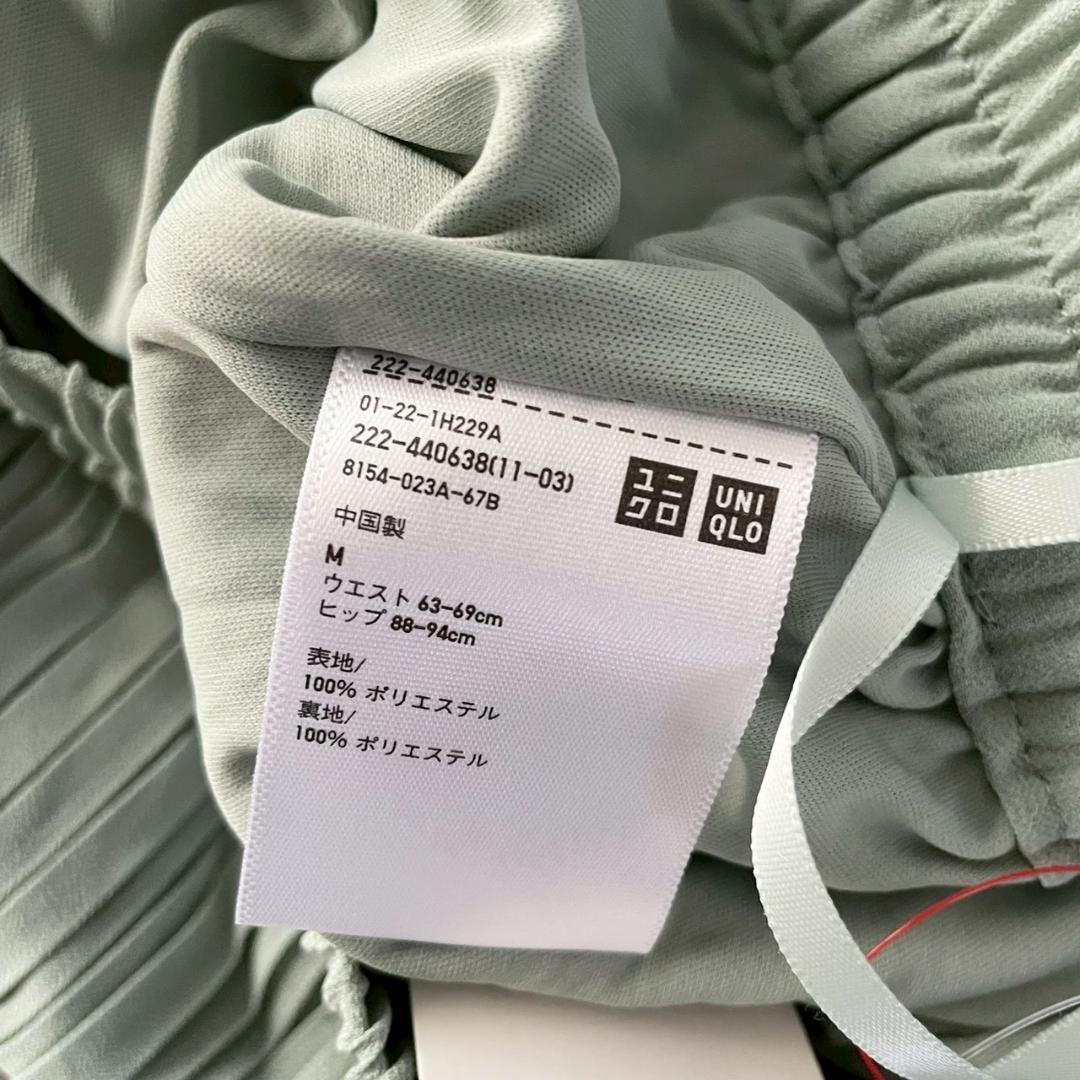 222-440638
01-22-1H229A
222-440638(11-03)
8154-023A-67B
ユニ
クロ
UNI
QLO
中国製
M
ウエスト 63-69cm
ヒップ 88-94cm
表地/
100% ポリエステル
裏地/
100% ポリエステル